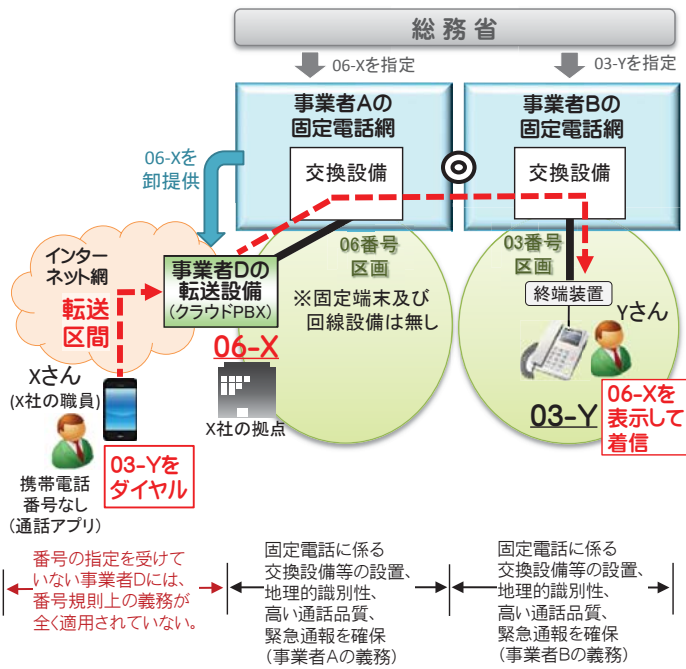 総務省
06-Xを指定
03-Yを指定
事業者Aの
固定電話網
事業者Bの
固定電話網
06-Xを
卸提供
交換設備
交換設備
インター
ネット網
転送
区間
事業者Dの
転送設備
(クラウドPBX)
06番号
区画
※固定端末及び
回線設備は無し
03番号
区画
終端装置
Yさん
06-X
X社の拠点
Xさん
(X社の職員)
03-Y
06-Xを
表示して
着信
03-Yを
ダイヤル
携帯電話
番号なし
(通話アプリ)
番号の指定を受けて
いない事業者Dには、
番号規則上の義務が
全く適用されていない。
固定電話に係る
交換設備等の設置、
地理的識別性、
高い通話品質、
緊急通報を確保
(事業者Aの義務)
固定電話に係る
交換設備等の設置、
地理的識別性、
高い通話品質、
緊急通報を確保
(事業者Bの義務)